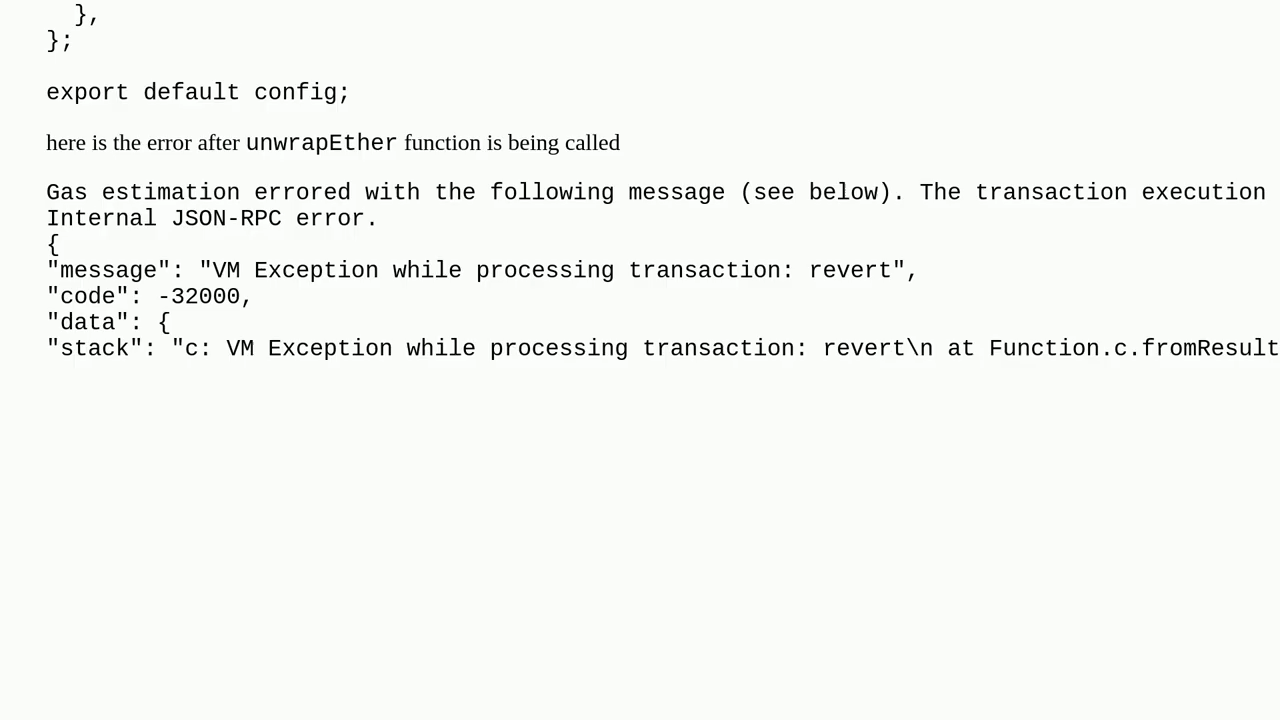 },
};
export default config;
here is the error after unwrapEther function is being called
Gas estimation errored with the following message (see below). The transaction execution
Internal JSON-RPC error.
{
"message": "VM Exception while processing transaction: revert",
"code": -32000,
"data": {
"stack": "c: VM Exception while processing transaction: revert\n at Function.c.fromResult